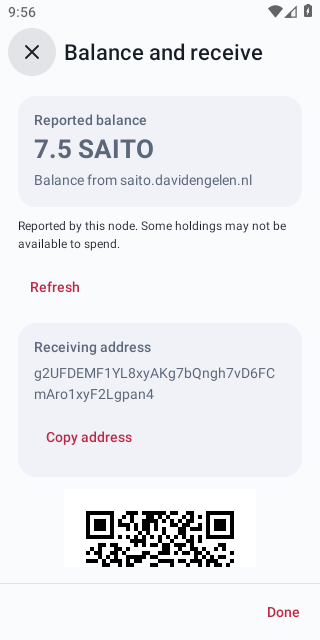 9:56
Balance and receive
Reported balance
7.5 SAITO
Balance from saito.davidengelen.nl
Reported by this node. Some holdings may not be
available to spend.
Refresh
Receiving address
g2UFDEMF1YL8xyAKg7bQngh7vD6FC
mAro1xyF2Lgpan4
Copy address
Done